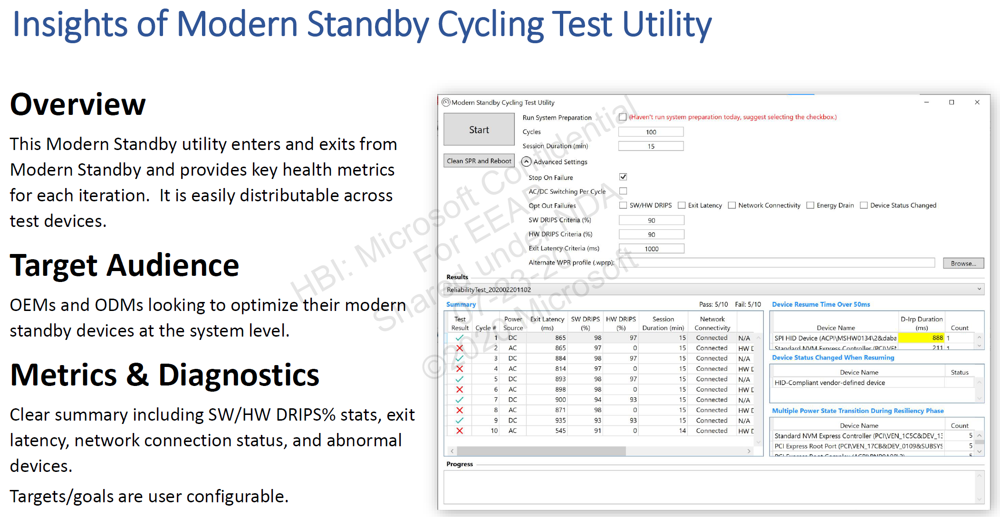 Insights of Modern Standby Cycling Test Utility
Overview
This Modern Standby utility enters and exits from
Modern Standby and provides key health metrics
for each iteration.  It is easily distributable across
test devices.
Target Audience
OEMs and ODMs looking to optimize their modern
standby devices at the system level.
Metrics & Diagnostics
Clear summary including SW/HW DRIPS% stats, exit
latency, network connection status, and abnormal
devices.
Targets/goals are user configurable.
HBI: Microsoft Confidential
For EEAP
Shared under NDA
07-23-20
©2020 Microsoft
Modern Standby Cycling Test Utility
Start
Run System Preparation (Haven't run system preparation today, suggest selecting the checkbox.)
Cycles 100
Session Duration (min) 15
Clean SPR and Reboot
Advanced Settings
Stop On Failure
AC/DC Switching Per Cycle
Opt Out Failures SW/HW DRIPS Exit Latency Network Connectivity Energy Drain Device Status Changed
SW DRIPS Criteria (%) 90
HW DRIPS Criteria (%) 90
Exit Latency Criteria (ms) 1000
Alternate WPR profile (.wprp): Browse...
Results
ReliabilityTest_202002201102
Summary Pass: 5/10 Fail: 5/10
Test Power Exit Latency SW DRIPS HW DRIPS Session Network
Result Cycle # Source (ms) (%) (%) Duration (min) Connectivity
1 DC 865 98 97 15 Connected N/A
2 AC 865 97 0 15 Connected HW D
3 DC 884 98 97 15 Connected N/A
4 AC 814 97 0 15 Connected HW D
5 DC 893 98 97 15 Connected N/A
6 AC 898 98 0 15 Connected HW D
7 DC 900 94 93 15 Connected N/A
8 AC 871 98 0 15 Connected HW D
9 DC 935 93 93 15 Connected N/A
10 AC 545 91 0 14 Connected HW D
Device Resume Time Over 50ms
D-Irp Duration
Device Name (ms) Count
SPI HID Device (ACPI\MSHW0134\2&daba 888 1
Standard NVM Express Controller (PCI\VEN 211 1
Device Status Changed When Resuming
Device Name Status
HID-Compliant vendor-defined device
Multiple Power State Transition During Resiliency Phase
Device Name Count
Standard NVM Express Controller (PCI\VEN_1C5C&DEV_13 5
PCI Express Root Port (PCI\VEN_17CB&DEV_0109&SUBSYS 5
PCI Express Root Complex (ACPI\PNP0A08\2) 5
Progress